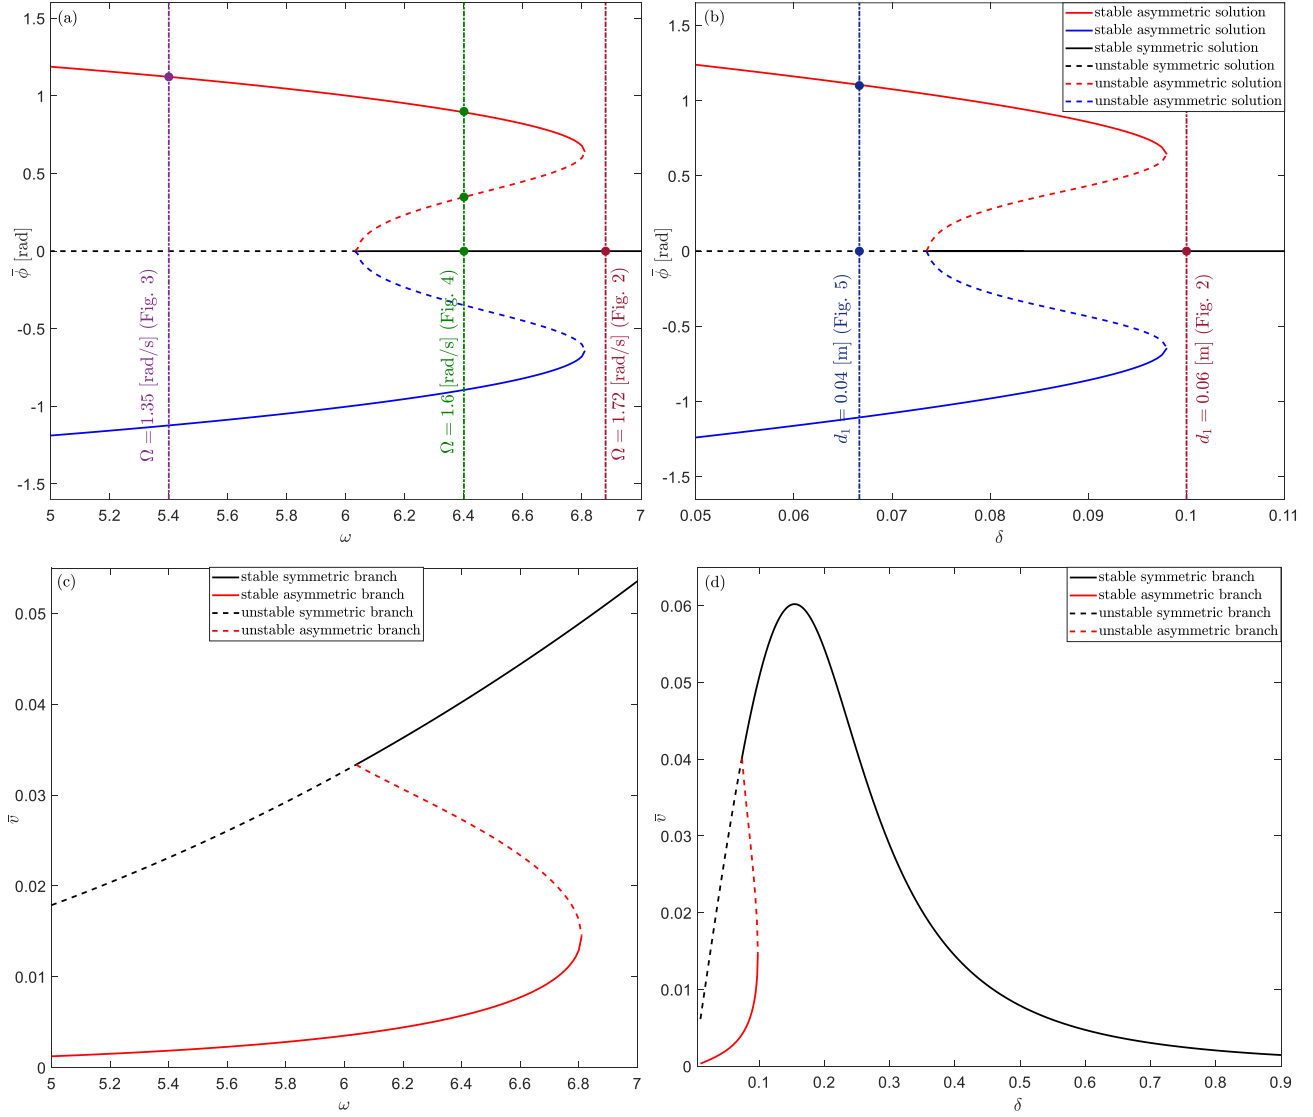 (a)
1.5
1
0.5
0
-0.5
-1
-1.5
ϕ̄ [rad]
Ω = 1.35 [rad/s] (Fig. 3)
Ω = 1.6 [rad/s] (Fig. 4)
Ω = 1.72 [rad/s] (Fig. 2)
5 5.2 5.4 5.6 5.8 6 6.2 6.4 6.6 6.8 7
ω
(b)
stable asymmetric solution
stable asymmetric solution
stable symmetric solution
unstable symmetric solution
unstable asymmetric solution
unstable asymmetric solution
1.5
1
0.5
0
-0.5
-1
-1.5
ϕ̄ [rad]
d₁ = 0.04 [m] (Fig. 5)
d₁ = 0.06 [m] (Fig. 2)
0.05 0.06 0.07 0.08 0.09 0.1 0.11
δ
(c)
stable symmetric branch
stable asymmetric branch
unstable symmetric branch
unstable asymmetric branch
0.05
0.04
0.03
0.02
0.01
0
v̄
5 5.2 5.4 5.6 5.8 6 6.2 6.4 6.6 6.8 7
ω
(d)
stable symmetric branch
stable asymmetric branch
unstable symmetric branch
unstable asymmetric branch
0.06
0.05
0.04
0.03
0.02
0.01
0
v̄
0.1 0.2 0.3 0.4 0.5 0.6 0.7 0.8 0.9
δ